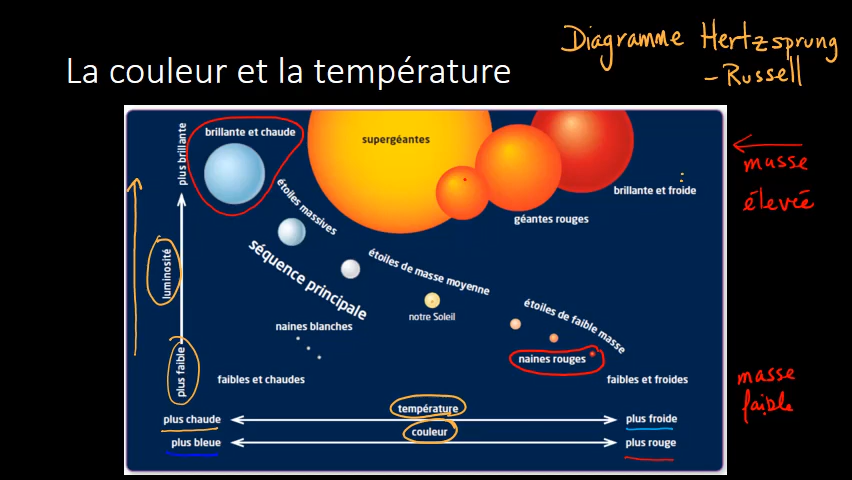 Diagramme Hertzsprung
- Russell
La couleur et la température
plus brillante
brillante et chaude
supergéantes
masse
élevée
brillante et froide
géantes rouges
étoiles massives
étoiles de masse moyenne
séquence principale
luminosité
notre Soleil
étoiles de faible masse
naines blanches
naines rouges
plus faible
faibles et chaudes
faibles et froides
masse
faible
température
plus chaude
plus froide
couleur
plus bleue
plus rouge